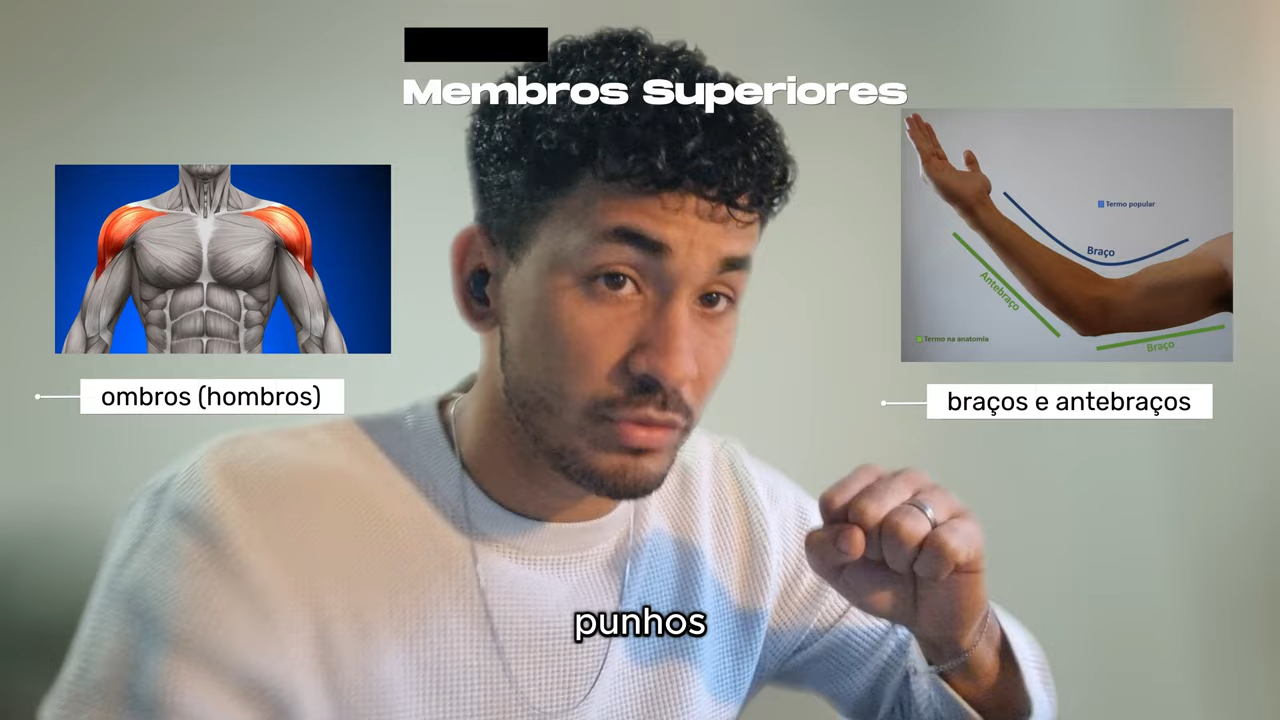 Membros Superiores
Termo popular
Braço
Antebraço
Termo na anatomia
Braço
ombros (hombros)
braços e antebraços
punhos